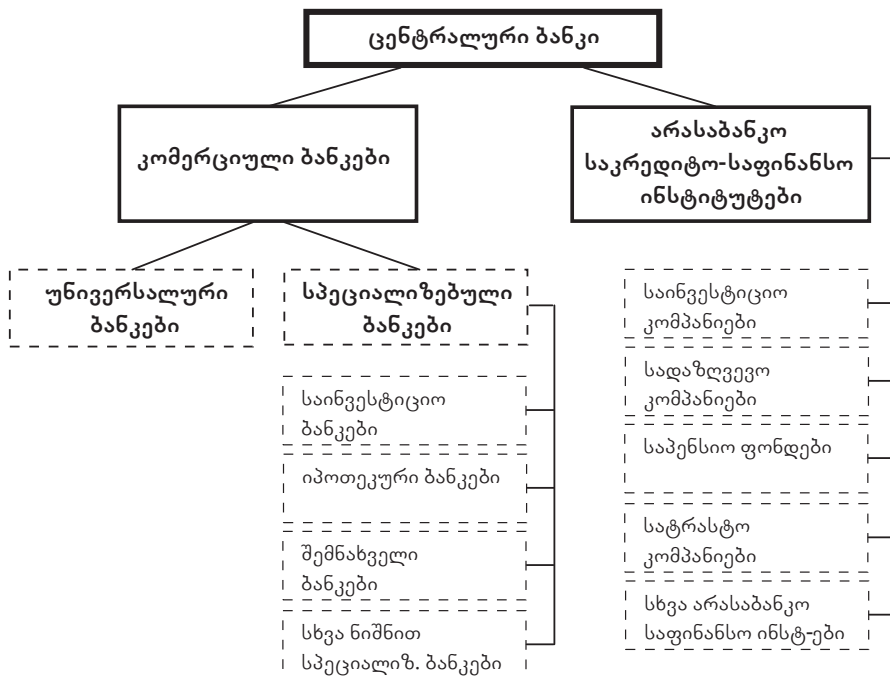 ცენტრალური ბანკი
კომერციული ბანკები
არასაბანკო
საკრედიტო-საფინანსო
ინსტიტუტები
უნივერსალური
ბანკები
სპეციალიზებული
ბანკები
საინვესტიციო
ბანკები
იპოთეკური ბანკები
შემნახველი
ბანკები
სხვა ნიშნით
სპეციალიზ. ბანკები
საინვესტიციო
კომპანიები
სადაზღვევო
კომპანიები
საპენსიო ფონდები
სატრასტო
კომპანიები
სხვა არასაბანკო
საფინანსო ინსტ-ები